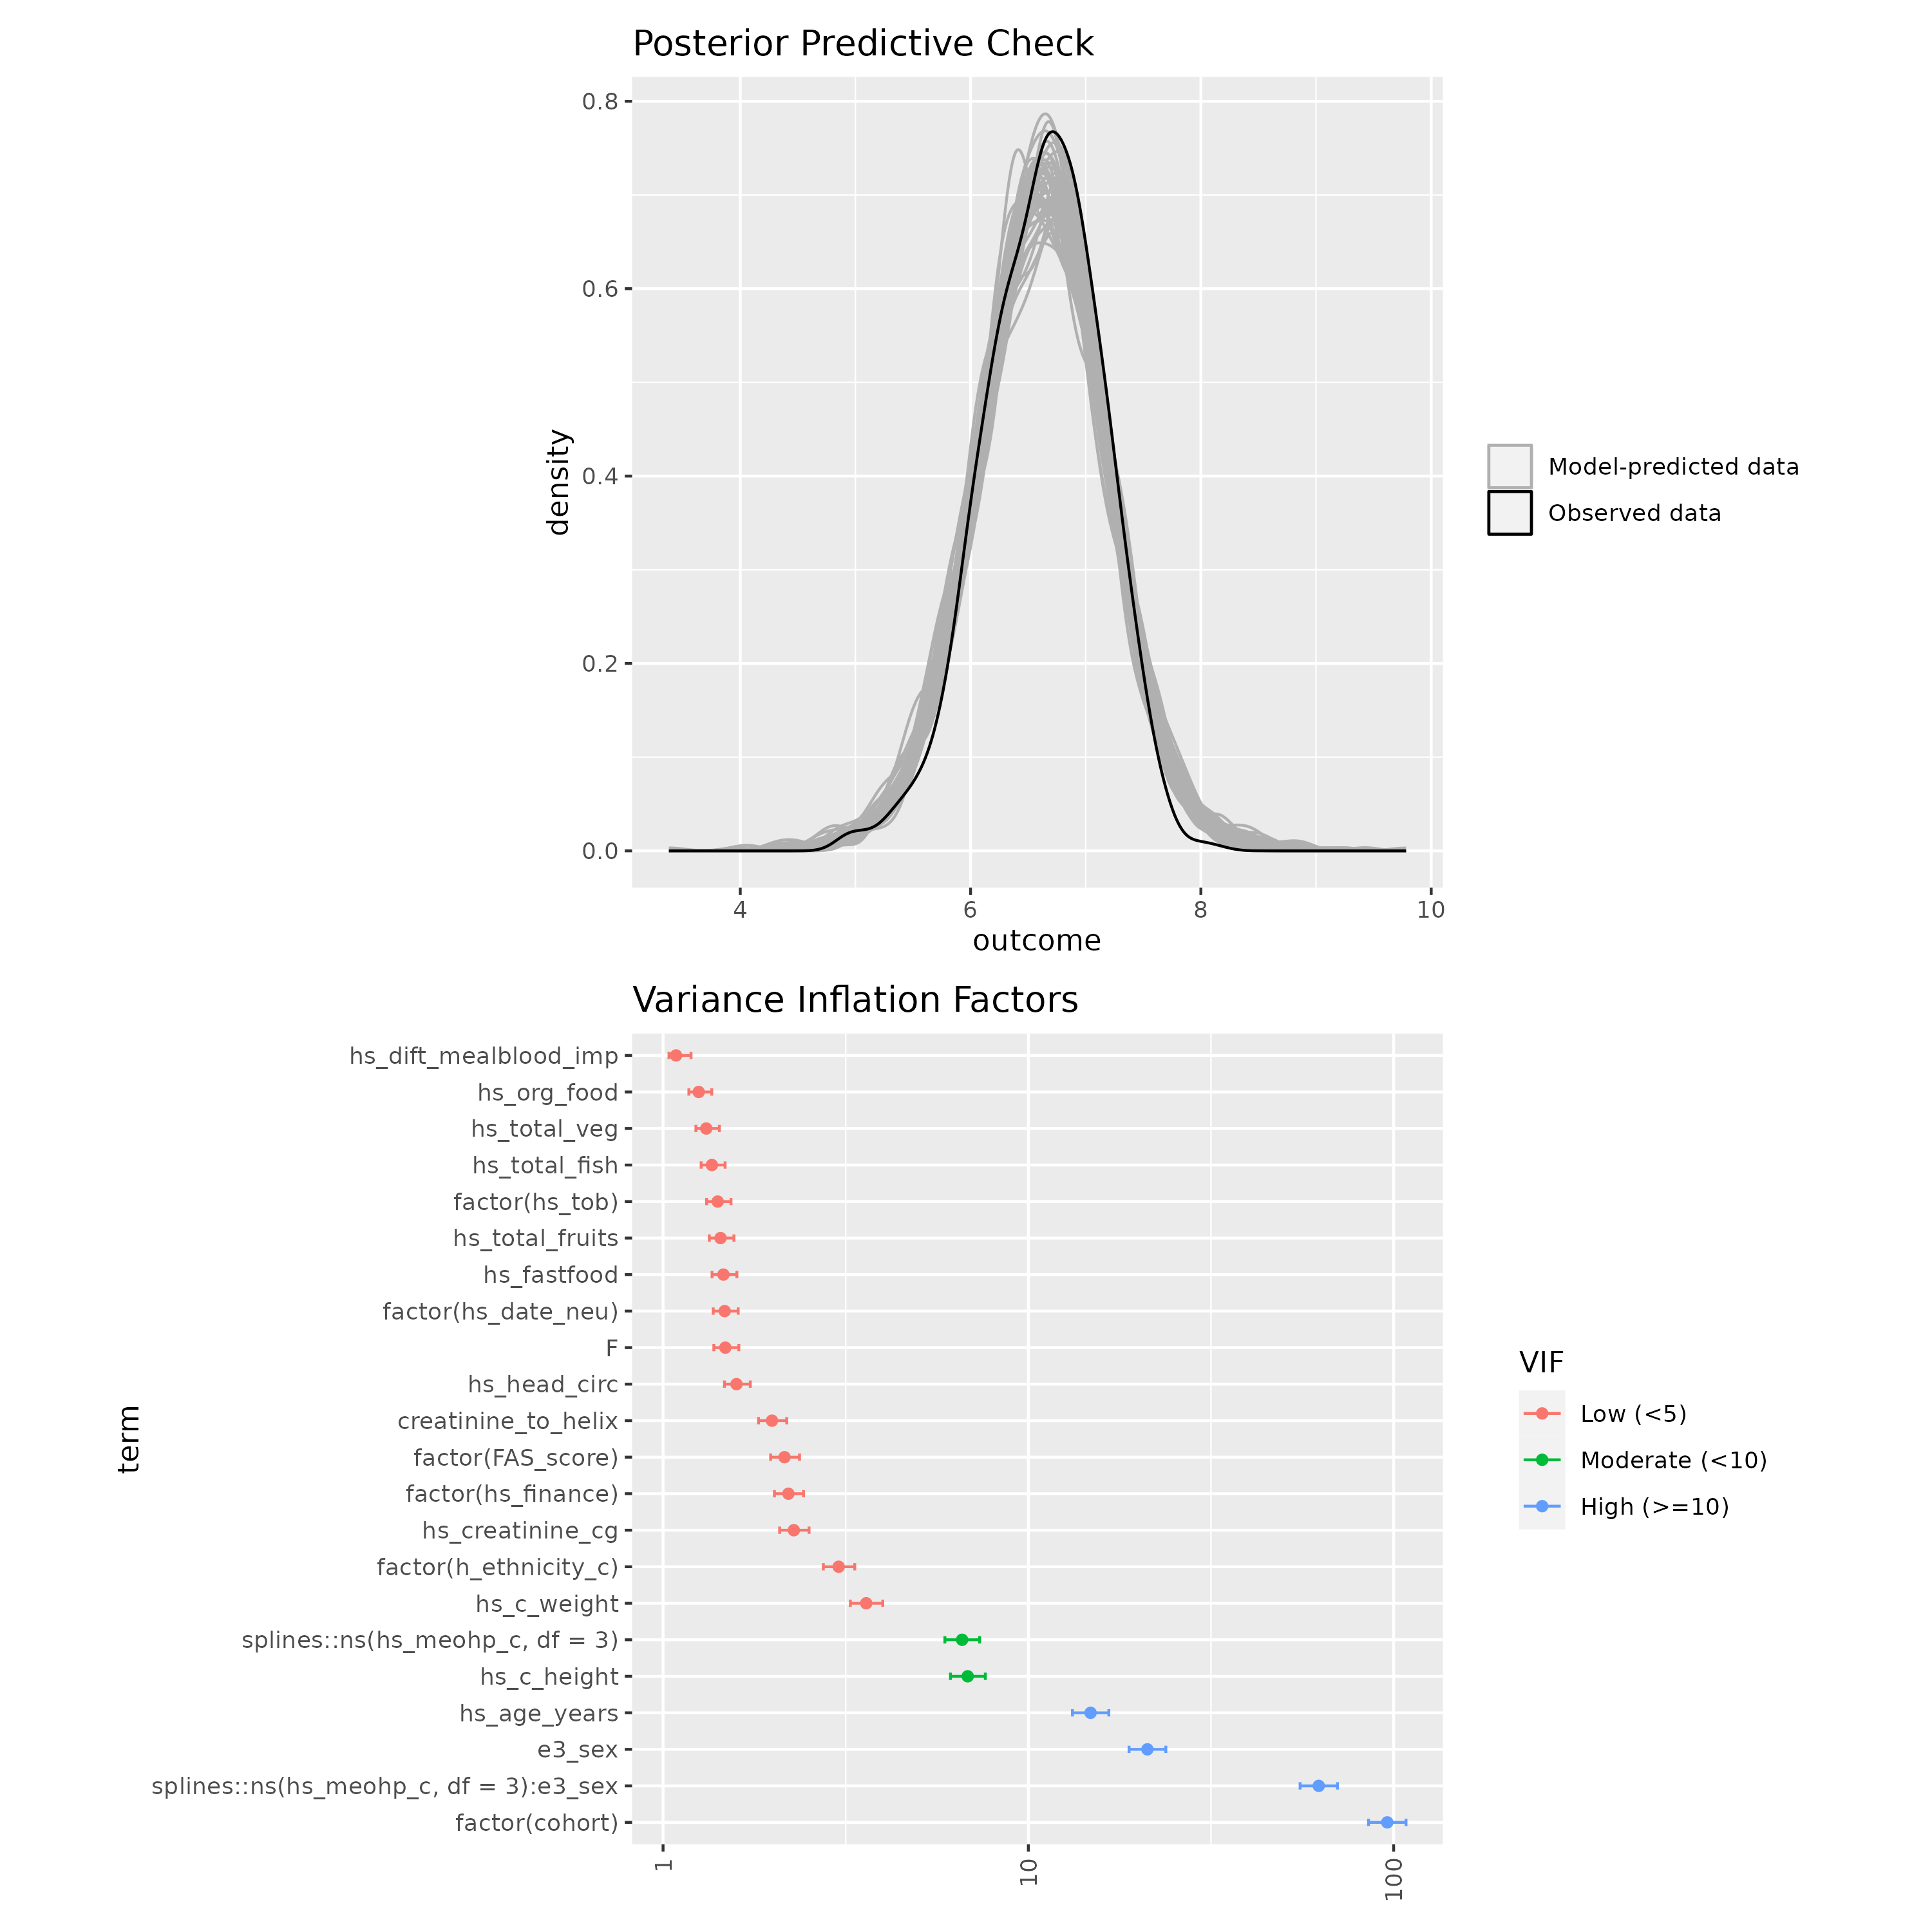 Posterior Predictive Check
0.8
0.6
0.4
0.2
0.0
density
4 6 8 10
outcome
Model-predicted data
Observed data
Variance Inflation Factors
term
hs_dift_mealblood_imp
hs_org_food
hs_total_veg
hs_total_fish
factor(hs_tob)
hs_total_fruits
hs_fastfood
factor(hs_date_neu)
F
hs_head_circ
creatinine_to_helix
factor(FAS_score)
factor(hs_finance)
hs_creatinine_cg
factor(h_ethnicity_c)
hs_c_weight
splines::ns(hs_meohp_c, df = 3)
hs_c_height
hs_age_years
e3_sex
splines::ns(hs_meohp_c, df = 3):e3_sex
factor(cohort)
1 10 100
VIF
Low (<5)
Moderate (<10)
High (>=10)